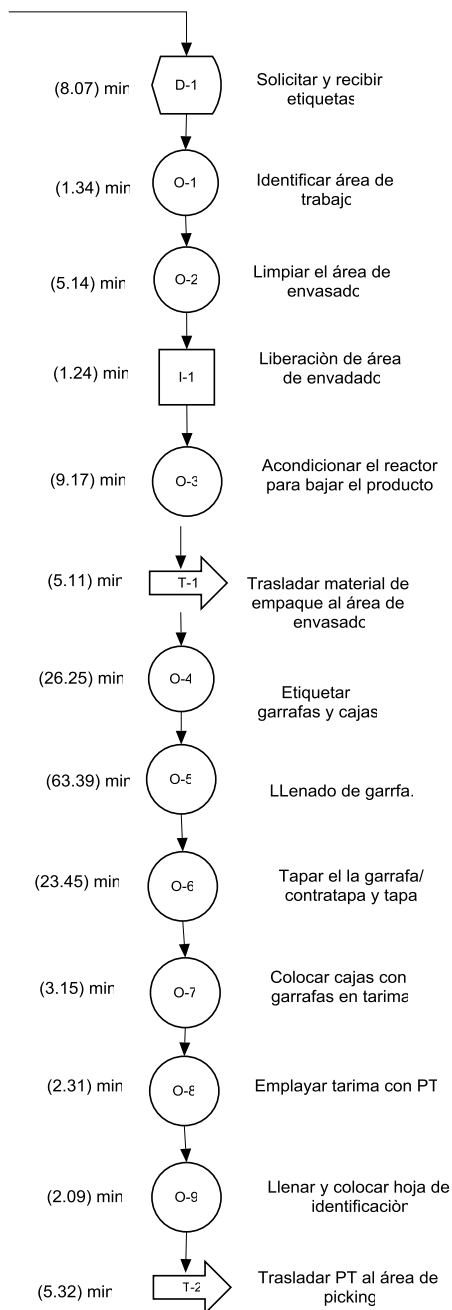 (8.07) min
D-1
Solicitar y recibir
etiquetas
(1.34) min
O-1
Identificar área de
trabajo
(5.14) min
O-2
Limpiar el área de
envasado
(1.24) min
I-1
Liberaciòn de área
de envadado
(9.17) min
O-3
Acondicionar el reactor
para bajar el producto
(5.11) min
T-1
Trasladar material de
empaque al área de
envasado
(26.25) min
O-4
Etiquetar
garrafas y cajas
(63.39) min
O-5
LLenado de garrfa.
(23.45) min
O-6
Tapar el la garrafa/
contratapa y tapa
(3.15) min
O-7
Colocar cajas con
garrafas en tarima
(2.31) min
O-8
Emplayar tarima con PT
(2.09) min
O-9
Llenar y colocar hoja de
identificaciòn
(5.32) min
T-2
Trasladar PT al área de
picking